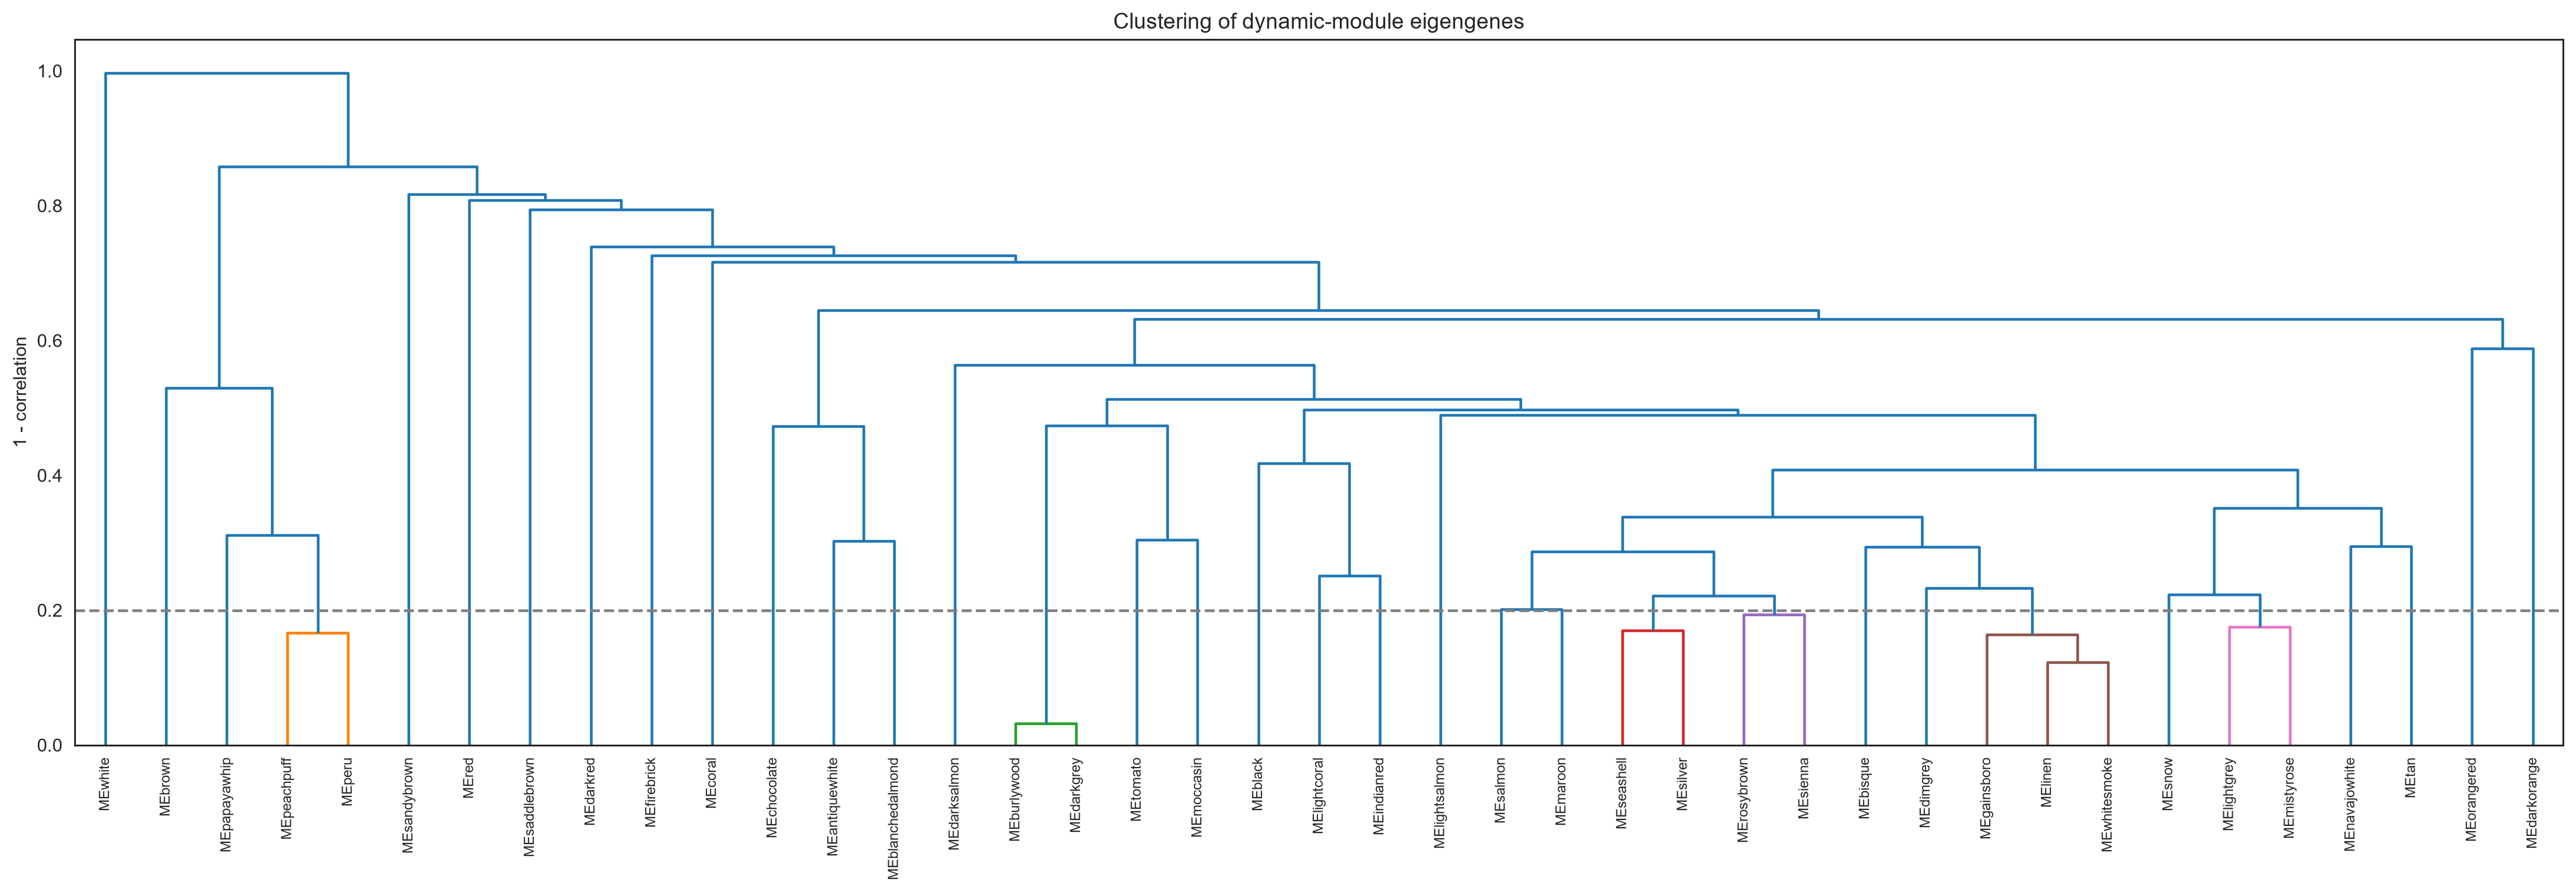 Clustering of dynamic-module eigengenes
1 - correlation
1.0
0.8
0.6
0.4
0.2
0.0
MEwhite
MEbrown
MEpapayawhip
MEpeachpuff
MEperu
MEsandybrown
MEred
MEsaddlebrown
MEdarkred
MEfirebrick
MEcoral
MEchocolate
MEantiquewhite
MEblanchedalmond
MEdarksalmon
MEburlywood
MEdarkgrey
MEtomato
MEmoccasin
MEblack
MElightcoral
MEindianred
MElightsalmon
MEsalmon
MEmaroon
MEseashell
MEsilver
MErosybrown
MEsienna
MEbisque
MEdimgrey
MEgainsboro
MElinen
MEwhitesmoke
MEsnow
MElightgrey
MEmistyrose
MEnavajowhite
MEtan
MEorangered
MEdarkorange